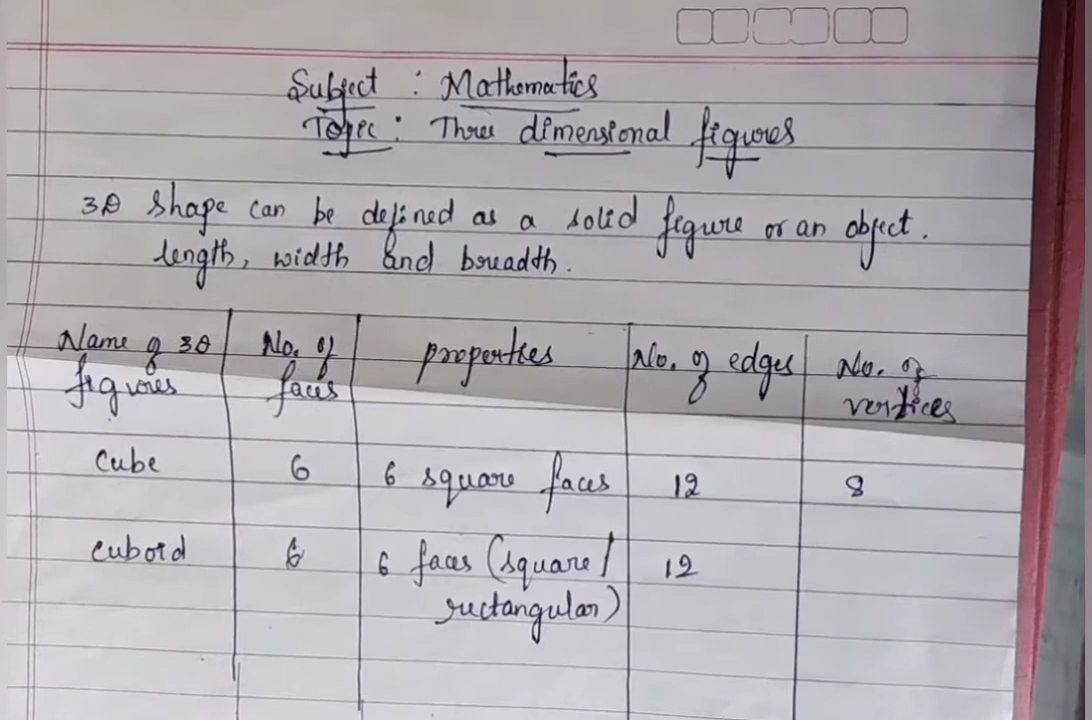 Subject : Mathematics
Topic : Three dimensional figures
3D shape can be defined as a solid figure or an object.
length, width and breadth.
Name of 3D figures | No. of faces | properties | No. of edges | No. of vertices
cube | 6 | 6 square faces | 12 | 8
cuboid | 6 | 6 faces (square/ | 12
rectangular)